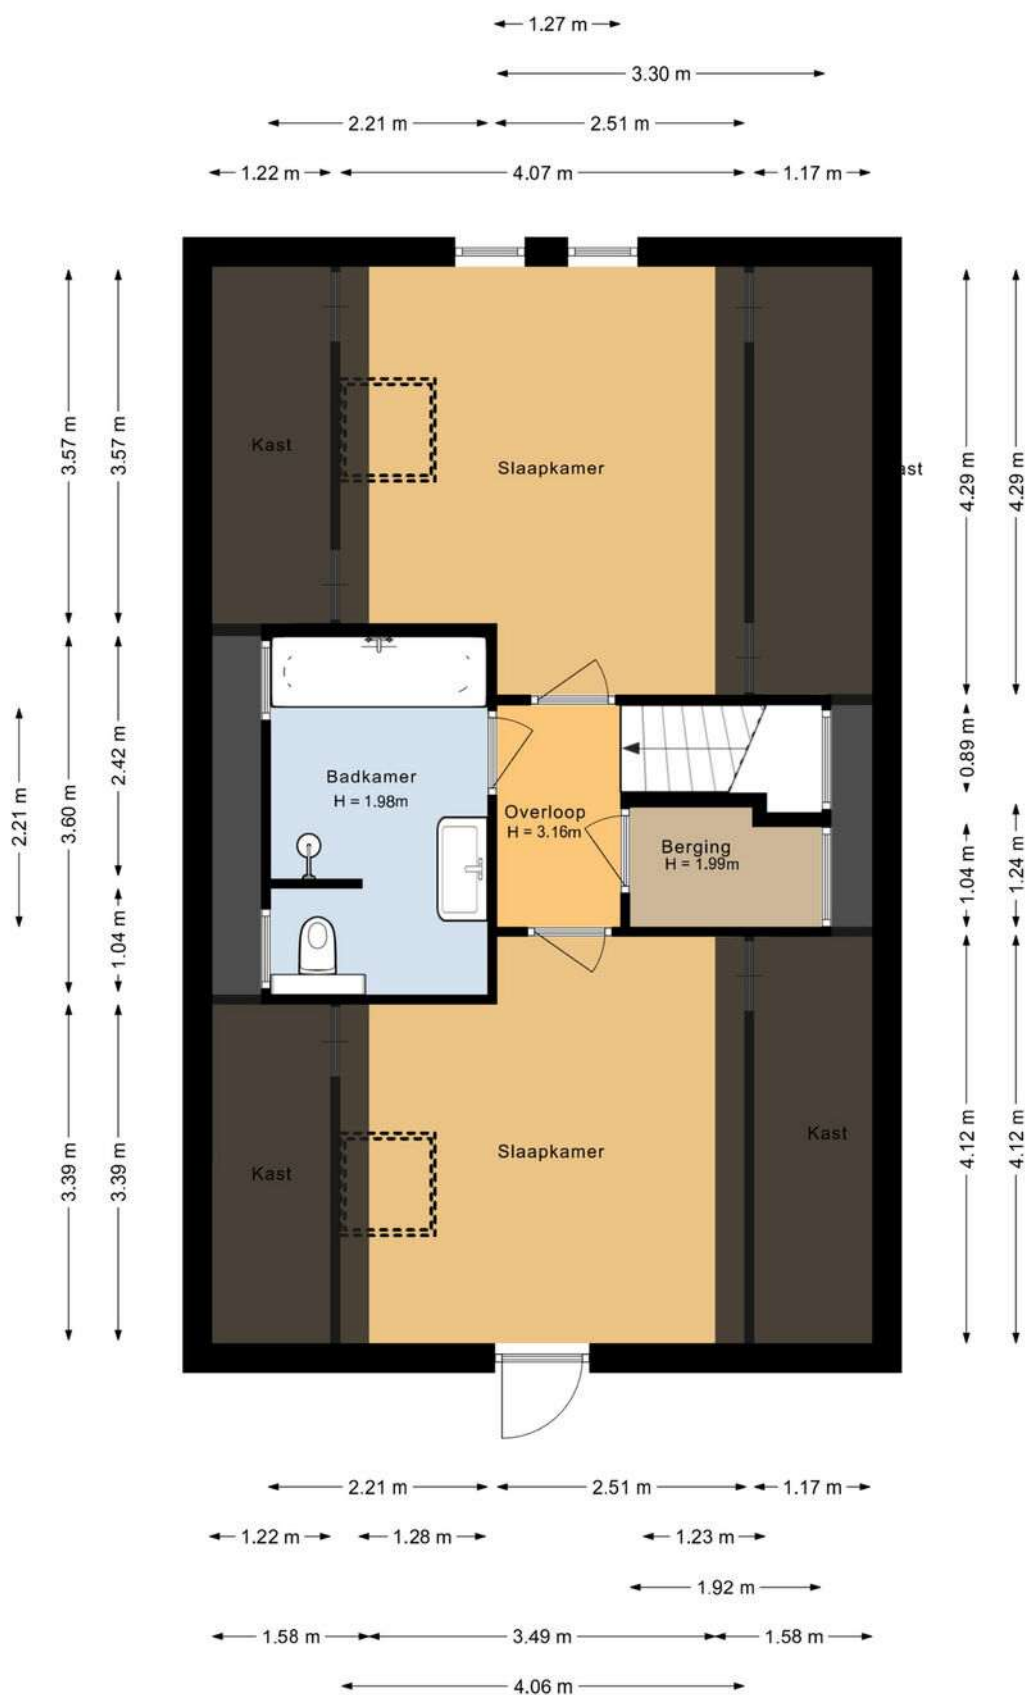 1.27 m
3.30 m
2.21 m
2.51 m
1.22 m
4.07 m
1.17 m
3.57 m
3.57 m
4.29 m
4.29 m
Kast
Slaapkamer
ast
2.21 m
3.60 m
2.42 m
1.04 m
Badkamer
H = 1.98m
Overloop
H = 3.16m
Berging
H = 1.99m
0.89 m
1.04 m
1.24 m
3.39 m
3.39 m
Kast
Slaapkamer
Kast
4.12 m
4.12 m
2.21 m
2.51 m
1.17 m
1.22 m
1.28 m
1.23 m
1.92 m
1.58 m
3.49 m
1.58 m
4.06 m